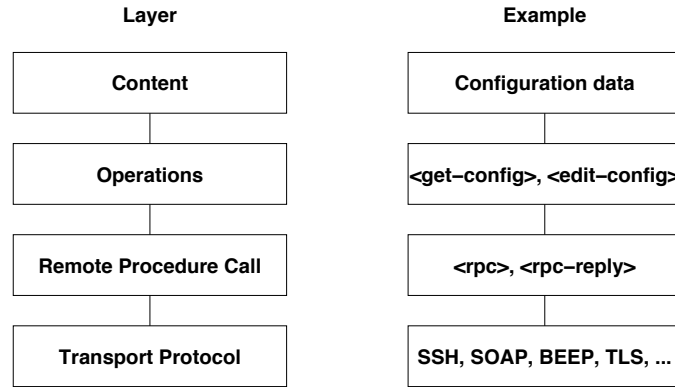 Layer Example
Content Configuration data
Operations <get–config>, <edit–config>
Remote Procedure Call <rpc>, <rpc–reply>
Transport Protocol SSH, SOAP, BEEP, TLS, ...